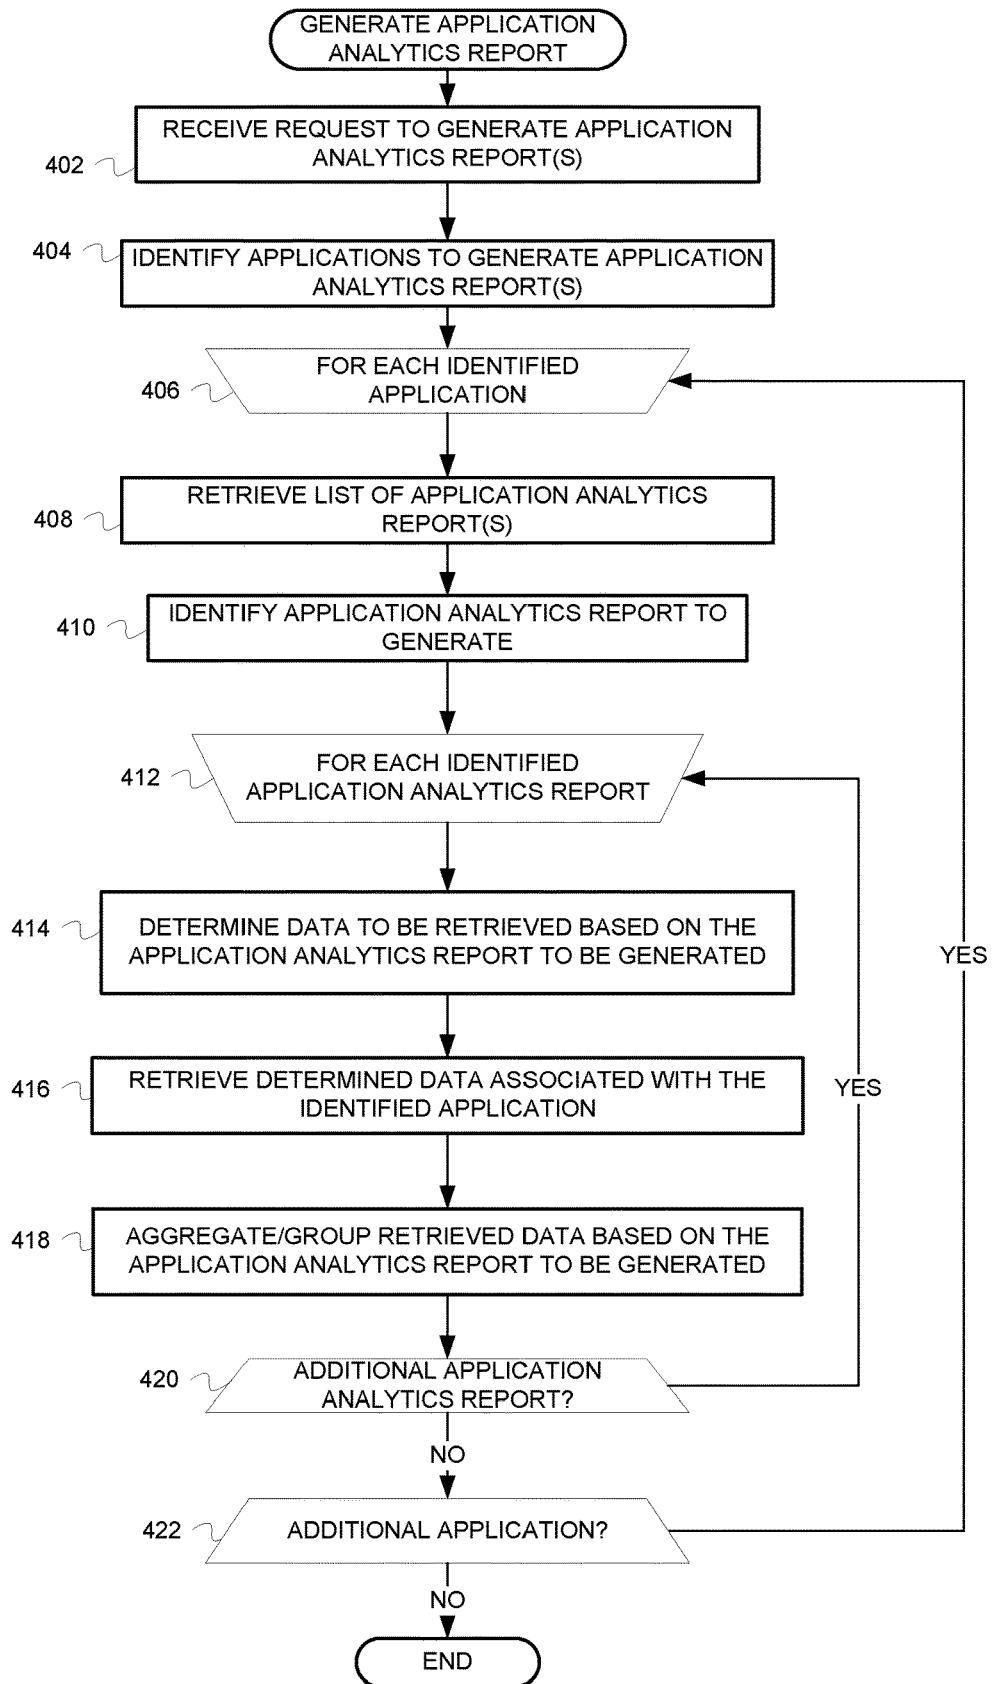 GENERATE APPLICATION
ANALYTICS REPORT
RECEIVE REQUEST TO GENERATE APPLICATION
ANALYTICS REPORT(S)
402
404
IDENTIFY APPLICATIONS TO GENERATE APPLICATION
ANALYTICS REPORT(S)
FOR EACH IDENTIFIED
APPLICATION
406
RETRIEVE LIST OF APPLICATION ANALYTICS
REPORT(S)
408
IDENTIFY APPLICATION ANALYTICS REPORT TO
GENERATE
410
FOR EACH IDENTIFIED
APPLICATION ANALYTICS REPORT
412
DETERMINE DATA TO BE RETRIEVED BASED ON THE
APPLICATION ANALYTICS REPORT TO BE GENERATED
414
YES
RETRIEVE DETERMINED DATA ASSOCIATED WITH THE
IDENTIFIED APPLICATION
416
YES
AGGREGATE/GROUP RETRIEVED DATA BASED ON THE
APPLICATION ANALYTICS REPORT TO BE GENERATED
418
ADDITIONAL APPLICATION
ANALYTICS REPORT?
420
NO
422
ADDITIONAL APPLICATION?
NO
END